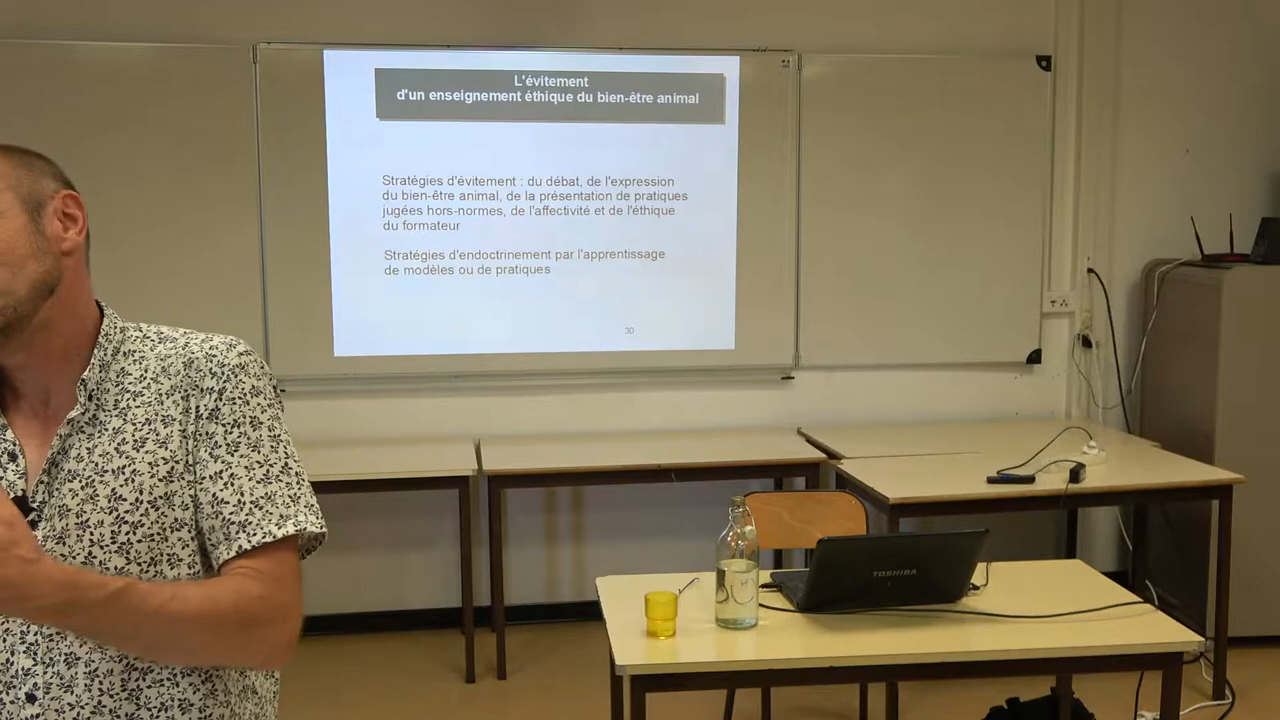 L'évitement
d'un enseignement éthique du bien-être animal
Stratégies d'évitement : du débat, de l'expression
du bien-être animal, de la présentation de pratiques
jugées hors-normes, de l'affectivité et de l'éthique
du formateur
Stratégies d'endoctrinement par l'apprentissage
de modèles ou de pratiques
30
TOSHIBA